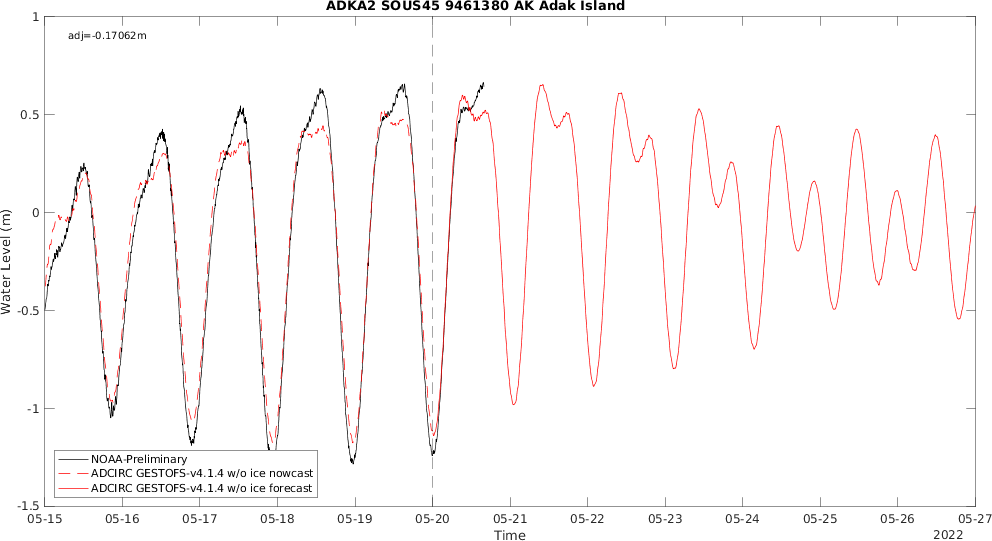 ADKA2 SOUS45 9461380 AK Adak Island
adj=-0.17062m
1
0.5
0
-0.5
-1
-1.5
Water Level (m)
NOAA-Preliminary
ADCIRC GESTOFS-v4.1.4 w/o ice nowcast
ADCIRC GESTOFS-v4.1.4 w/o ice forecast
05-15 05-16 05-17 05-18 05-19 05-20 05-21 05-22 05-23 05-24 05-25 05-26 05-27
Time
2022